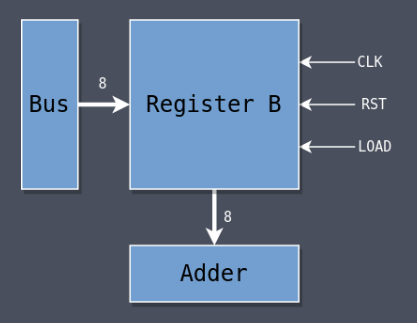 8
CLK
Bus
Register B
RST
LOAD
8
Adder